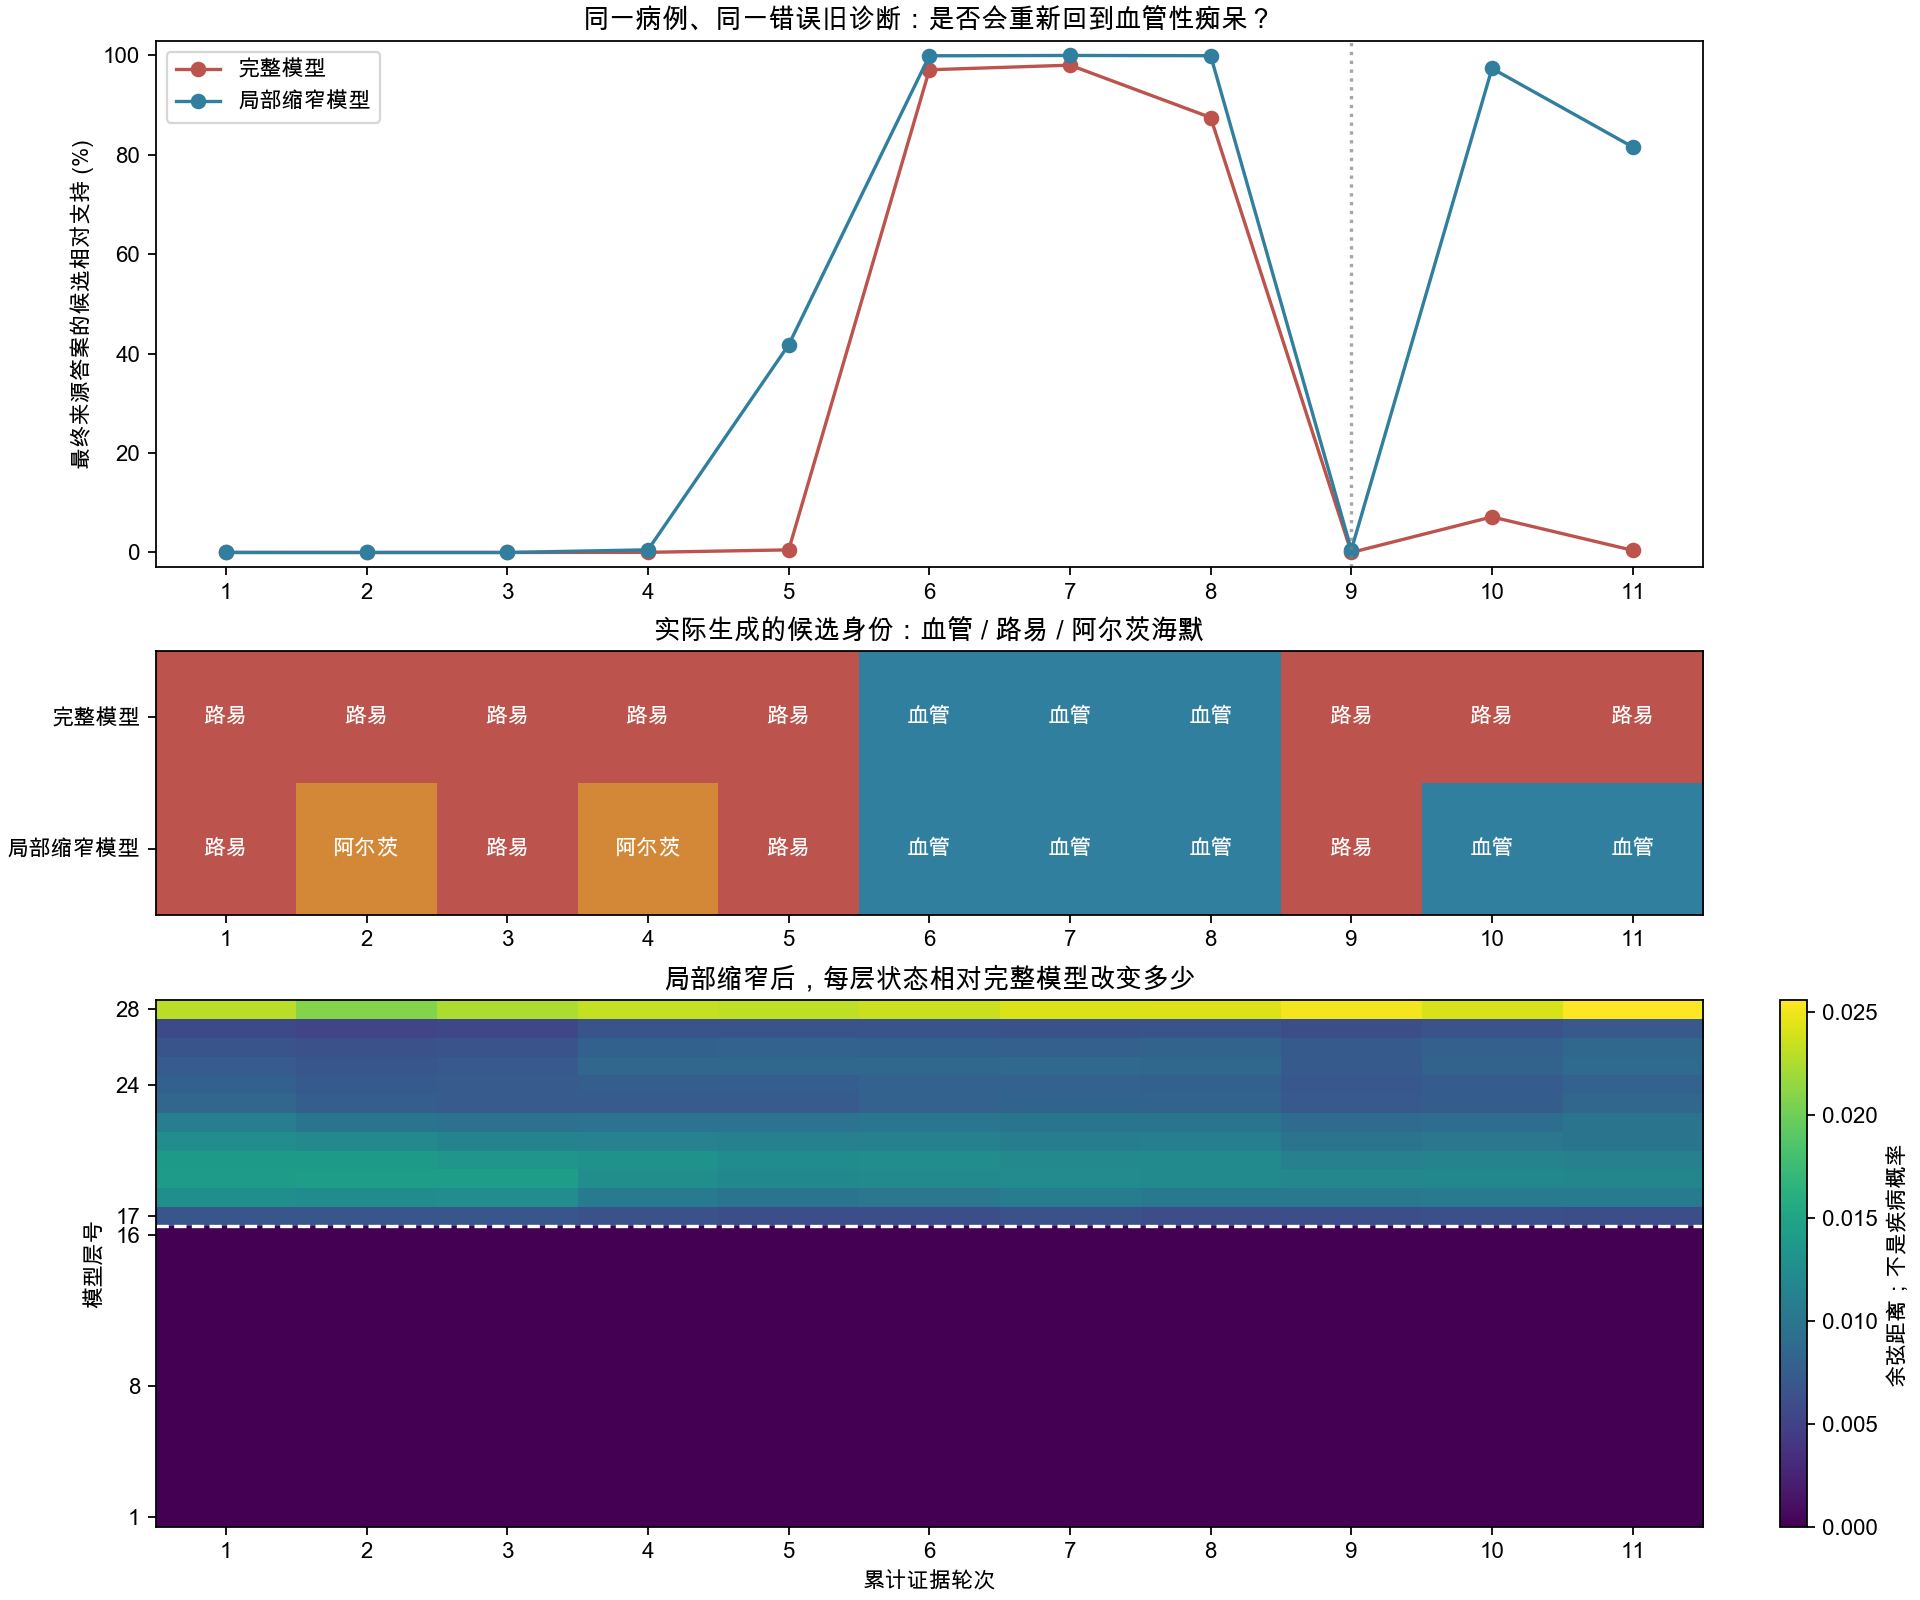 同一病例、同一错误旧诊断：是否会重新回到血管性痴呆？
完整模型
局部缩窄模型
最终来源答案的候选相对支持 (%)
100
80
60
40
20
0
1 2 3 4 5 6 7 8 9 10 11
实际生成的候选身份：血管 / 路易 / 阿尔茨海默
完整模型 路易 路易 路易 路易 路易 血管 血管 血管 路易 路易 路易
局部缩窄模型 路易 阿尔茨 路易 阿尔茨 路易 血管 血管 血管 路易 血管 血管
1 2 3 4 5 6 7 8 9 10 11
局部缩窄后，每层状态相对完整模型改变多少
模型层号
28
24
17
16
8
1
1 2 3 4 5 6 7 8 9 10 11
累计证据轮次
0.025
0.020
0.015
0.010
0.005
0.000
余弦距离；不是疾病概率